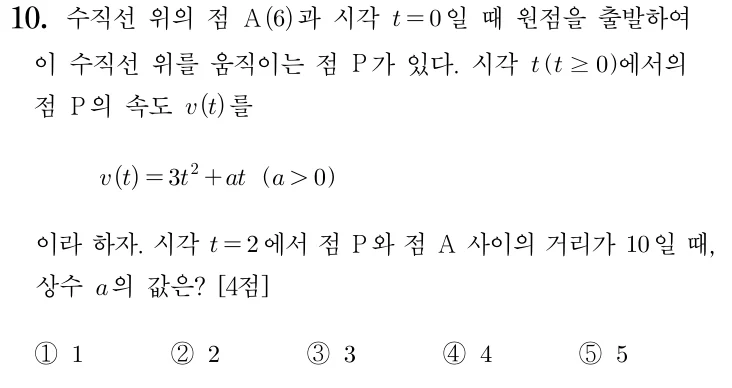 10. 수직선 위의 점 A(6)과 시각 t=0일 때 원점을 출발하여
이 수직선 위를 움직이는 점 P가 있다. 시각 t(t≥0)에서의
점 P의 속도 v(t)를
v(t)=3t²+at (a>0)
이라 하자. 시각 t=2에서 점 P와 점 A 사이의 거리가 10일 때,
상수 a의 값은? [4점]
① 1 ② 2 ③ 3 ④ 4 ⑤ 5